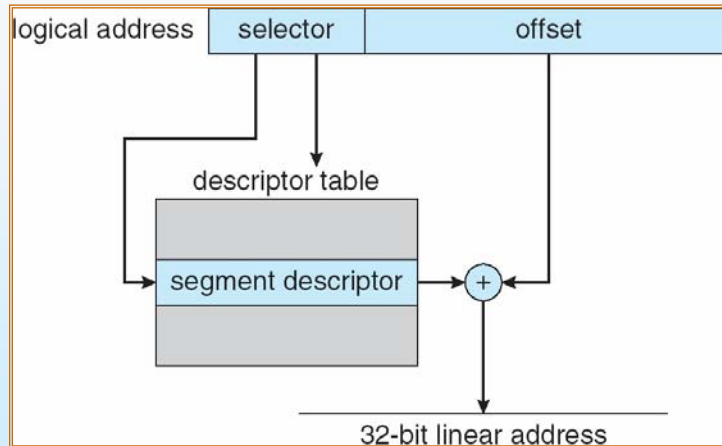 logical address selector offset
descriptor table
segment descriptor +
32-bit linear address